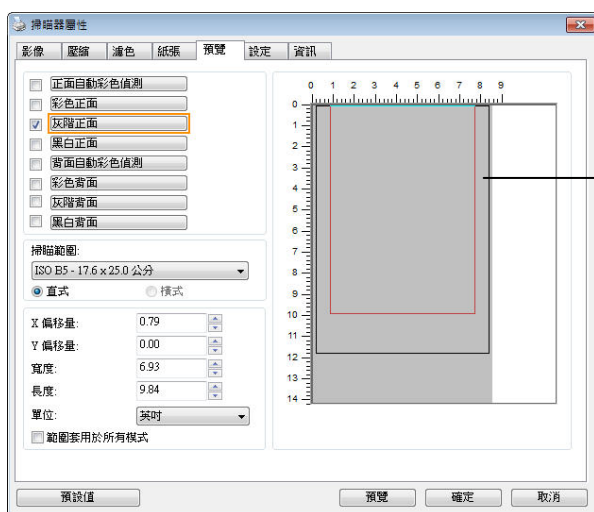 掃瞄器屬性
影像 壓縮 濾色 紙張 預覽 設定 資訊
正面自動彩色偵測
彩色正面
灰階正面
黑白正面
背面自動彩色偵測
彩色背面
灰階背面
黑白背面
掃瞄範圍:
ISO B5 - 17.6 x 25.0 公分
直式 橫式
X 偏移量: 0.79
Y 偏移量: 0.00
寬度: 6.93
長度: 9.84
單位: 英吋
範圍套用於所有模式
0 1 2 3 4 5 6 7 8 9
0
1
2
3
4
5
6
7
8
9
10
11
12
13
14
預設值 預覽 確定 取消